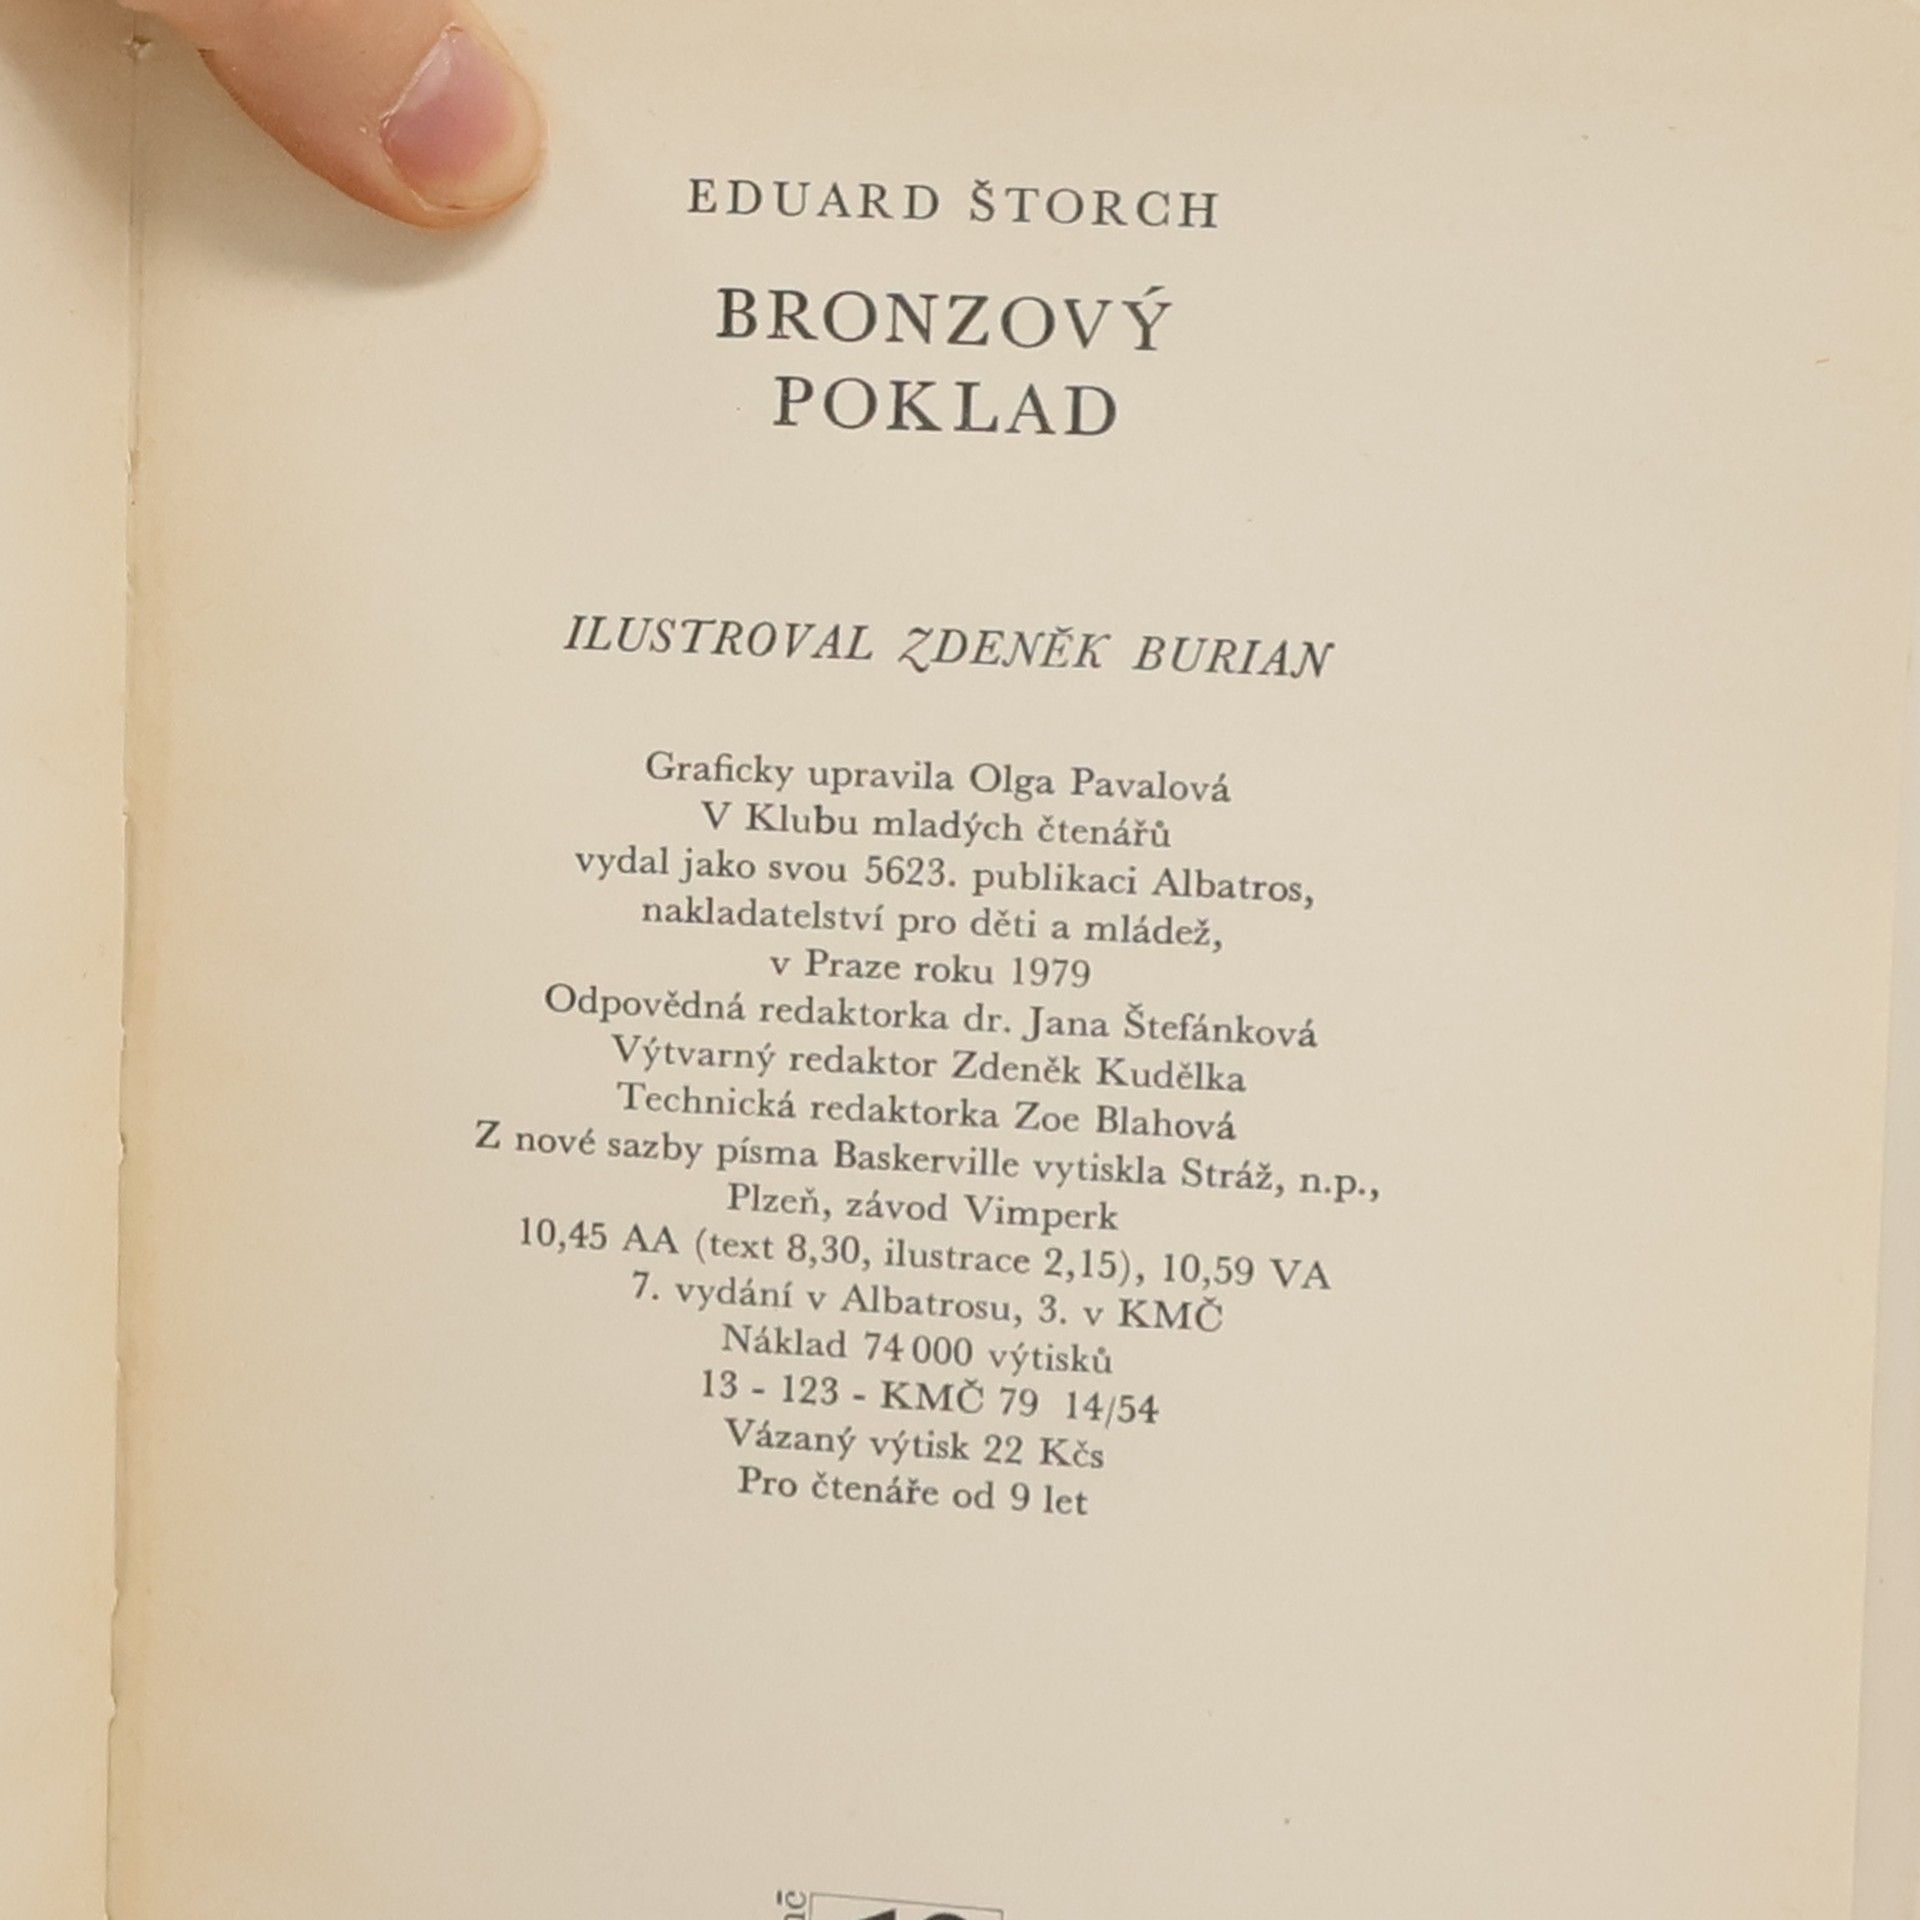 EDUARD ŠTORCH
BRONZOVÝ
POKLAD
ILUSTROVAL ZDENĚK BURIAN
Graficky upravila Olga Pavalová
V Klubu mladých čtenářů
vydal jako svou 5623. publikaci Albatros,
nakladatelství pro děti a mládež,
v Praze roku 1979
Odpovědná redaktorka dr. Jana Štefánková
Výtvarný redaktor Zdeněk Kudělka
Technická redaktorka Zoe Blahová
Z nové sazby písma Baskerville vytiskla Stráž, n.p.,
Plzeň, závod Vimperk
10,45 AA (text 8,30, ilustrace 2,15), 10,59 VA
7. vydání v Albatrosu, 3. v KMČ
Náklad 74 000 výtisků
13 - 123 - KMČ 79 14/54
Vázaný výtisk 22 Kčs
Pro čtenáře od 9 let